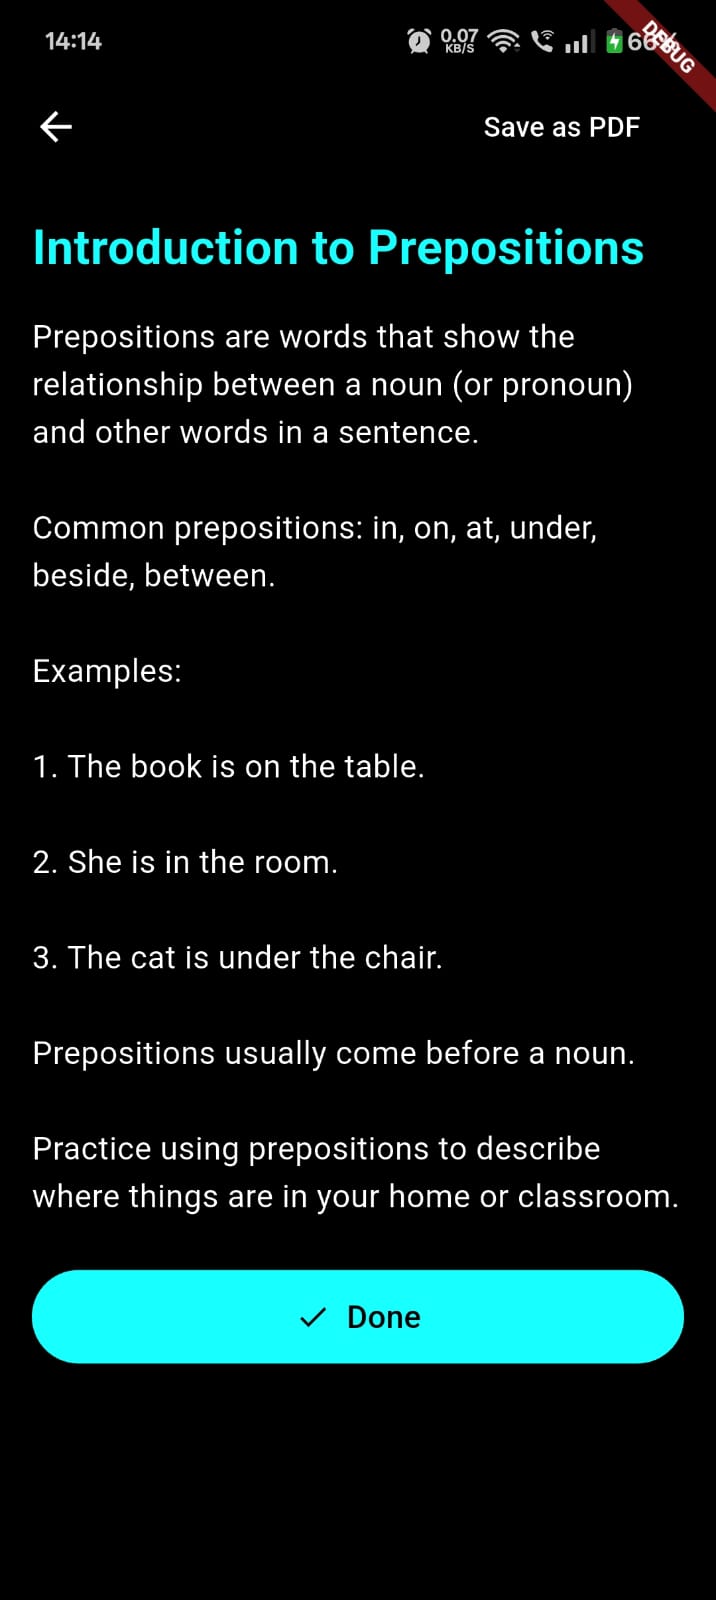 14:14
0.07
KB/S
DEBUG
Save as PDF
Introduction to Prepositions
Prepositions are words that show the
relationship between a noun (or pronoun)
and other words in a sentence.
Common prepositions: in, on, at, under,
beside, between.
Examples:
1. The book is on the table.
2. She is in the room.
3. The cat is under the chair.
Prepositions usually come before a noun.
Practice using prepositions to describe
where things are in your home or classroom.
Done